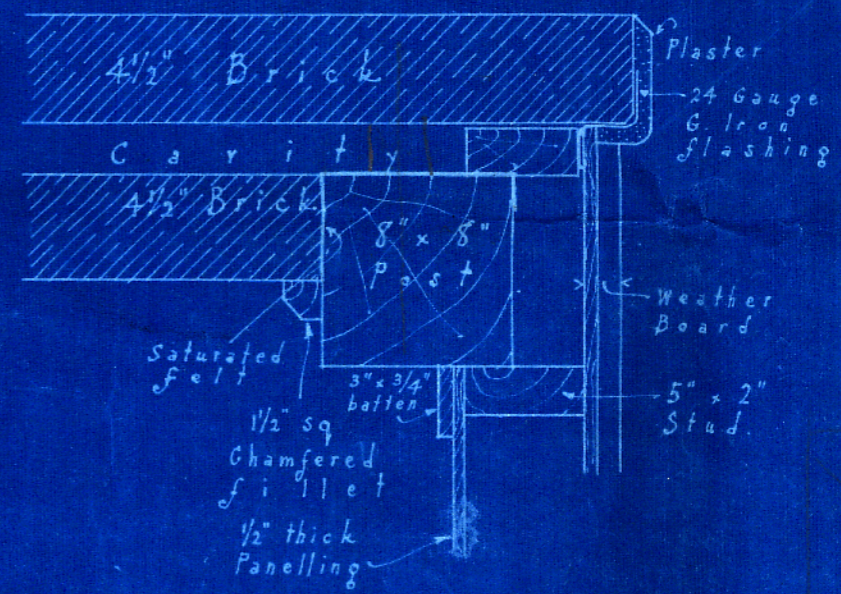 4½" Brick
Plaster
24 Gauge
G. Iron
flashing
Cavity
4½" Brick
8" x 8"
Post
Weather
Board
Saturated
felt
3" x 3/4"
batten
5" x 2"
Stud.
1½" sq
Chamfered
fillet
½" thick
Panelling